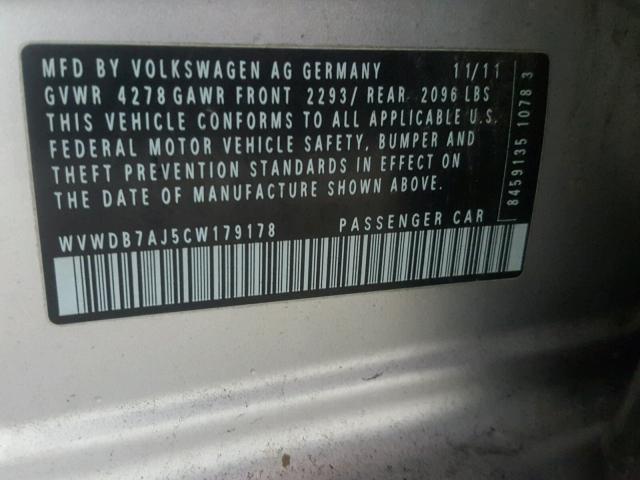 MFD BY VOLKSWAGEN AG GERMANY 11/11
GVWR 4278 GAWR FRONT 2293/ REAR 2096 LBS
THIS VEHICLE CONFORMS TO ALL APPLICABLE U.S.
FEDERAL MOTOR VEHICLE SAFETY, BUMPER AND
THEFT PREVENTION STANDARDS IN EFFECT ON
THE DATE OF MANUFACTURE SHOWN ABOVE.
WVWDB7AJ5CW179178 PASSENGER CAR
8459135 1078 3